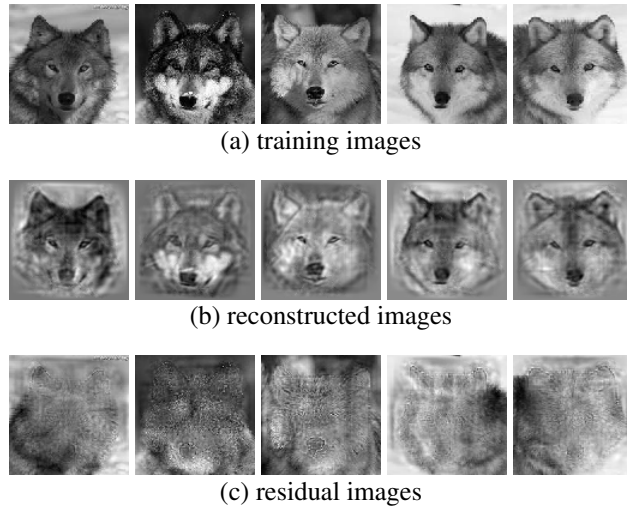 (a) training images
(b) reconstructed images
(c) residual images